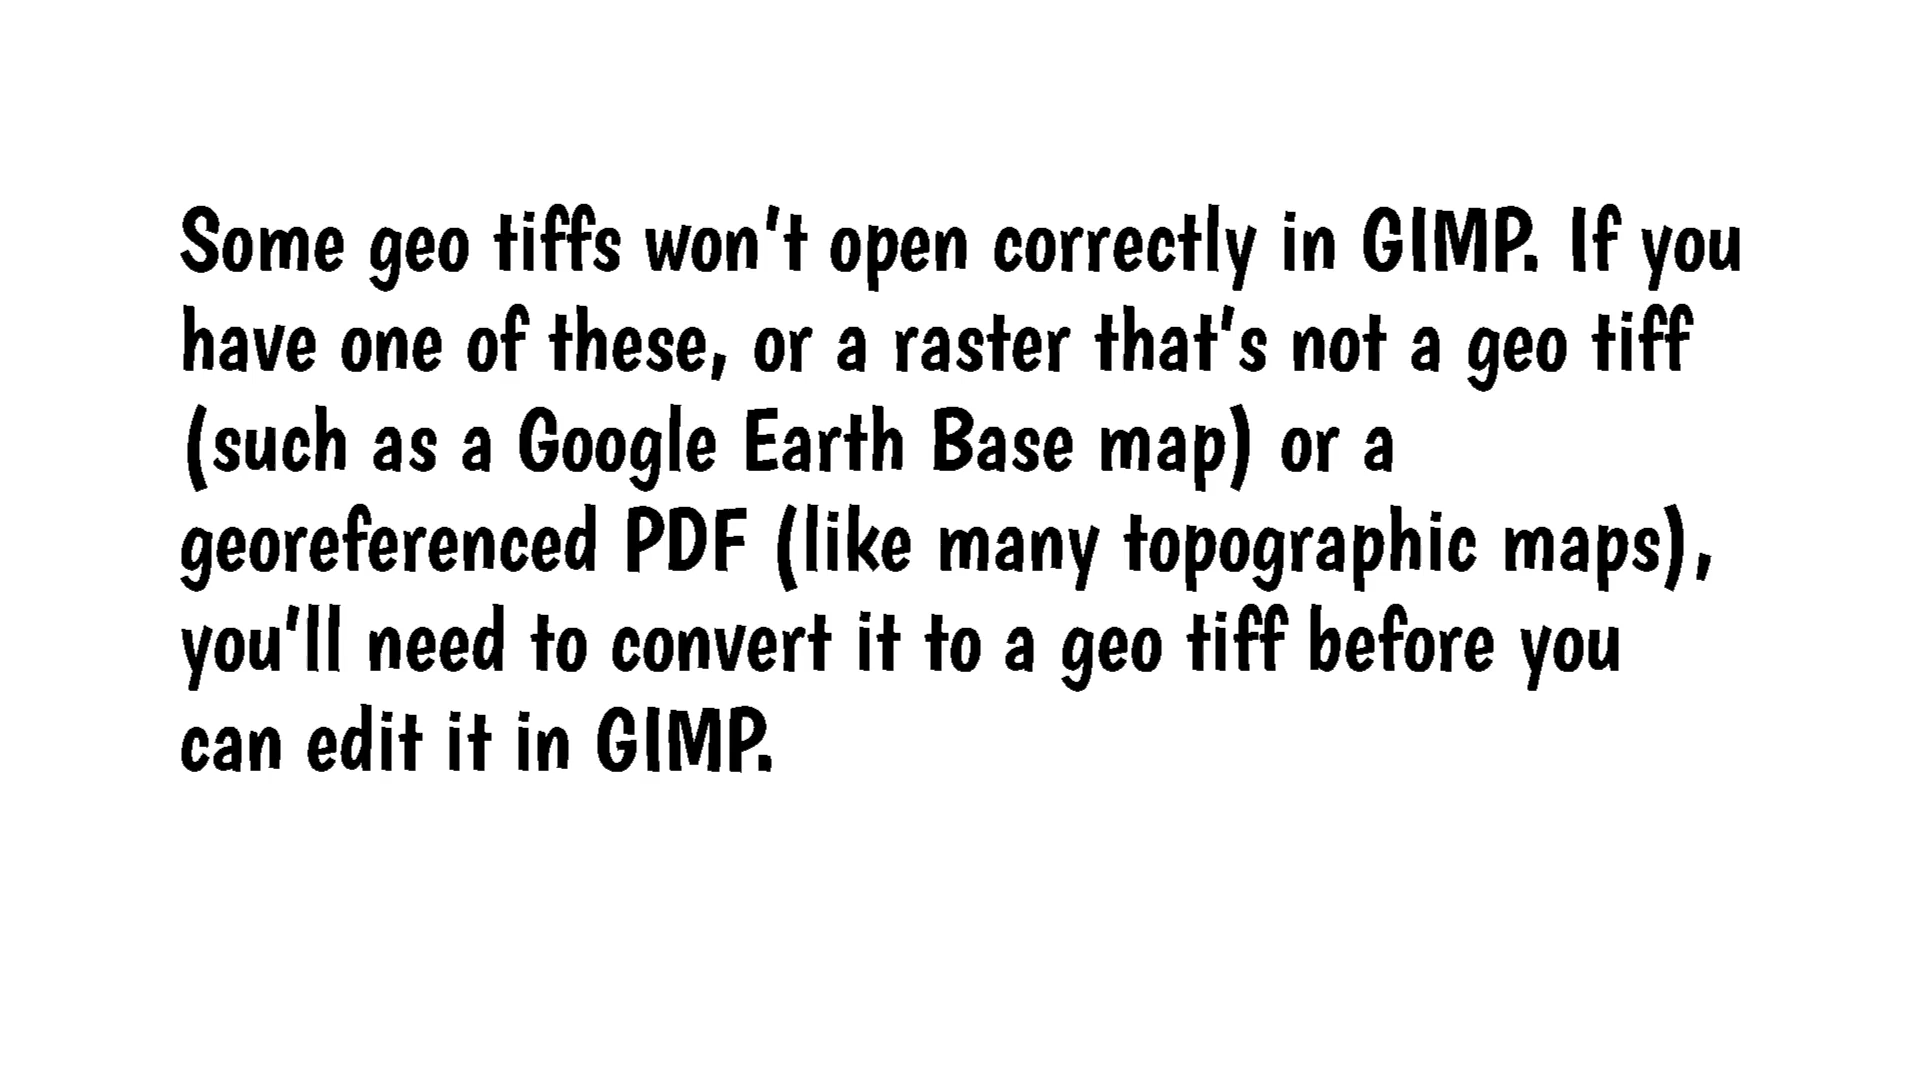 Some geo tiffs won't open correctly in GIMP. If you
have one of these, or a raster that's not a geo tiff
(such as a Google Earth Base map) or a
georeferenced PDF (like many topographic maps),
you'll need to convert it to a geo tiff before you
can edit it in GIMP.